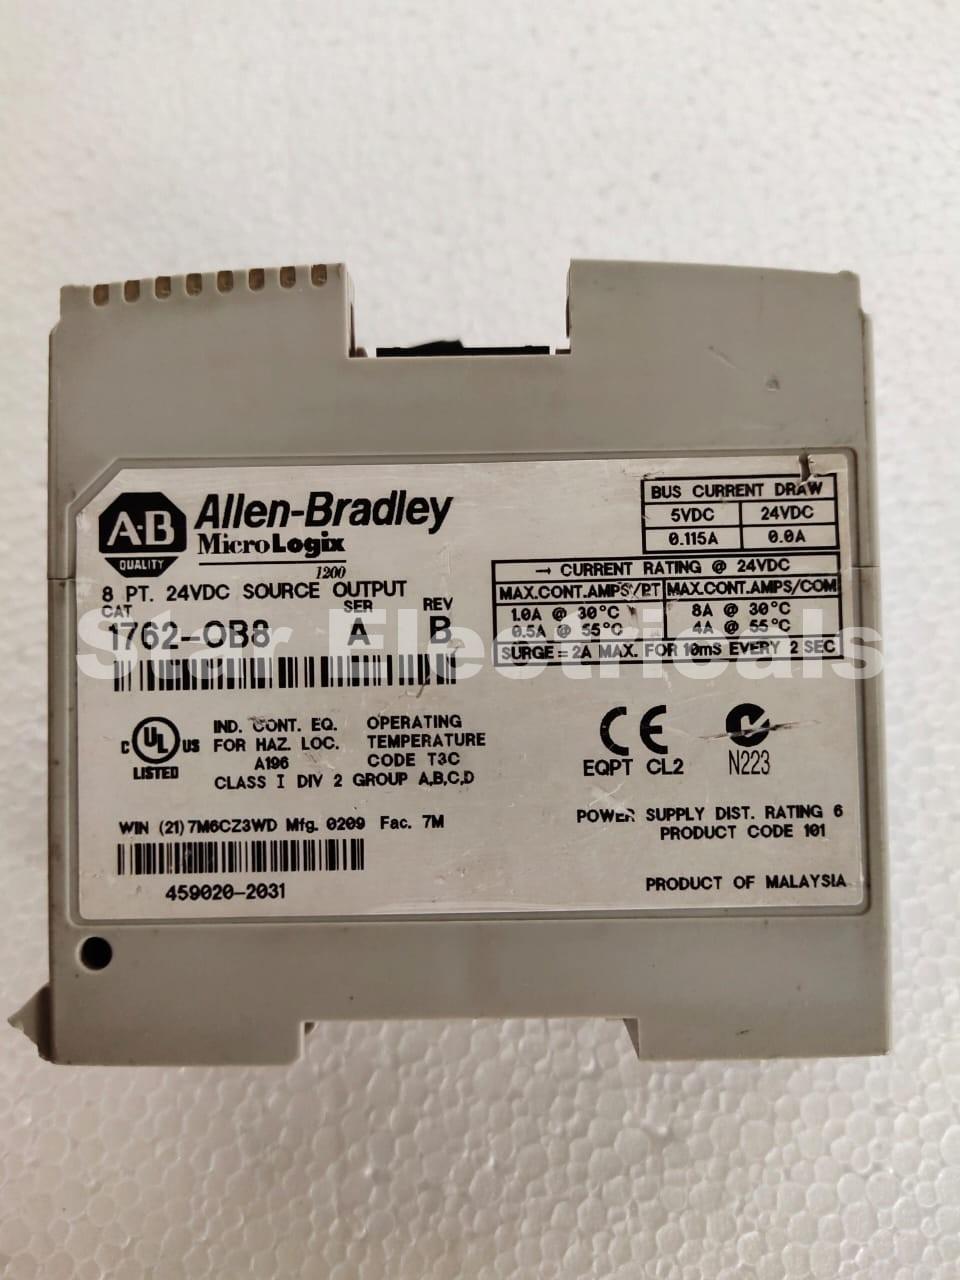 A·B
QUALITY
Allen-Bradley
MicroLogix
1200
8 PT. 24VDC SOURCE OUTPUT
CAT SER REV
1762-OB8 A B
BUS CURRENT DRAW
5VDC 24VDC
0.115A 0.0A
→ CURRENT RATING @ 24VDC
MAX.CONT.AMPS/PT MAX.CONT.AMPS/COM
1.0A @ 30°C 8A @ 30°C
0.5A @ 55°C 4A @ 55°C
SURGE = 2A MAX. FOR 10mS EVERY 2 SEC
Star Electricals
C UL US
LISTED
IND. CONT. EQ.
FOR HAZ. LOC.
A196
OPERATING
TEMPERATURE
CODE T3C
CLASS I DIV 2 GROUP A,B,C,D
CE
EQPT CL2
N223
WIN (21) 7M6CZ3WD Mfg. 0209 Fac. 7M
459020-2031
POWER SUPPLY DIST. RATING 6
PRODUCT CODE 101
PRODUCT OF MALAYSIA